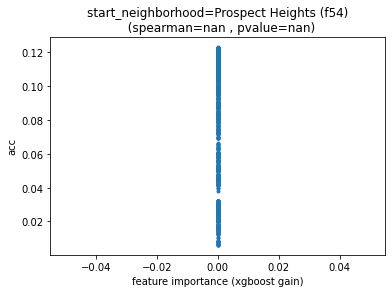 start_neighborhood=Prospect Heights (f54)
(spearman=nan , pvalue=nan)
0.12
0.10
0.08
0.06
0.04
0.02
acc
−0.04
−0.02
0.00
0.02
0.04
feature importance (xgboost gain)